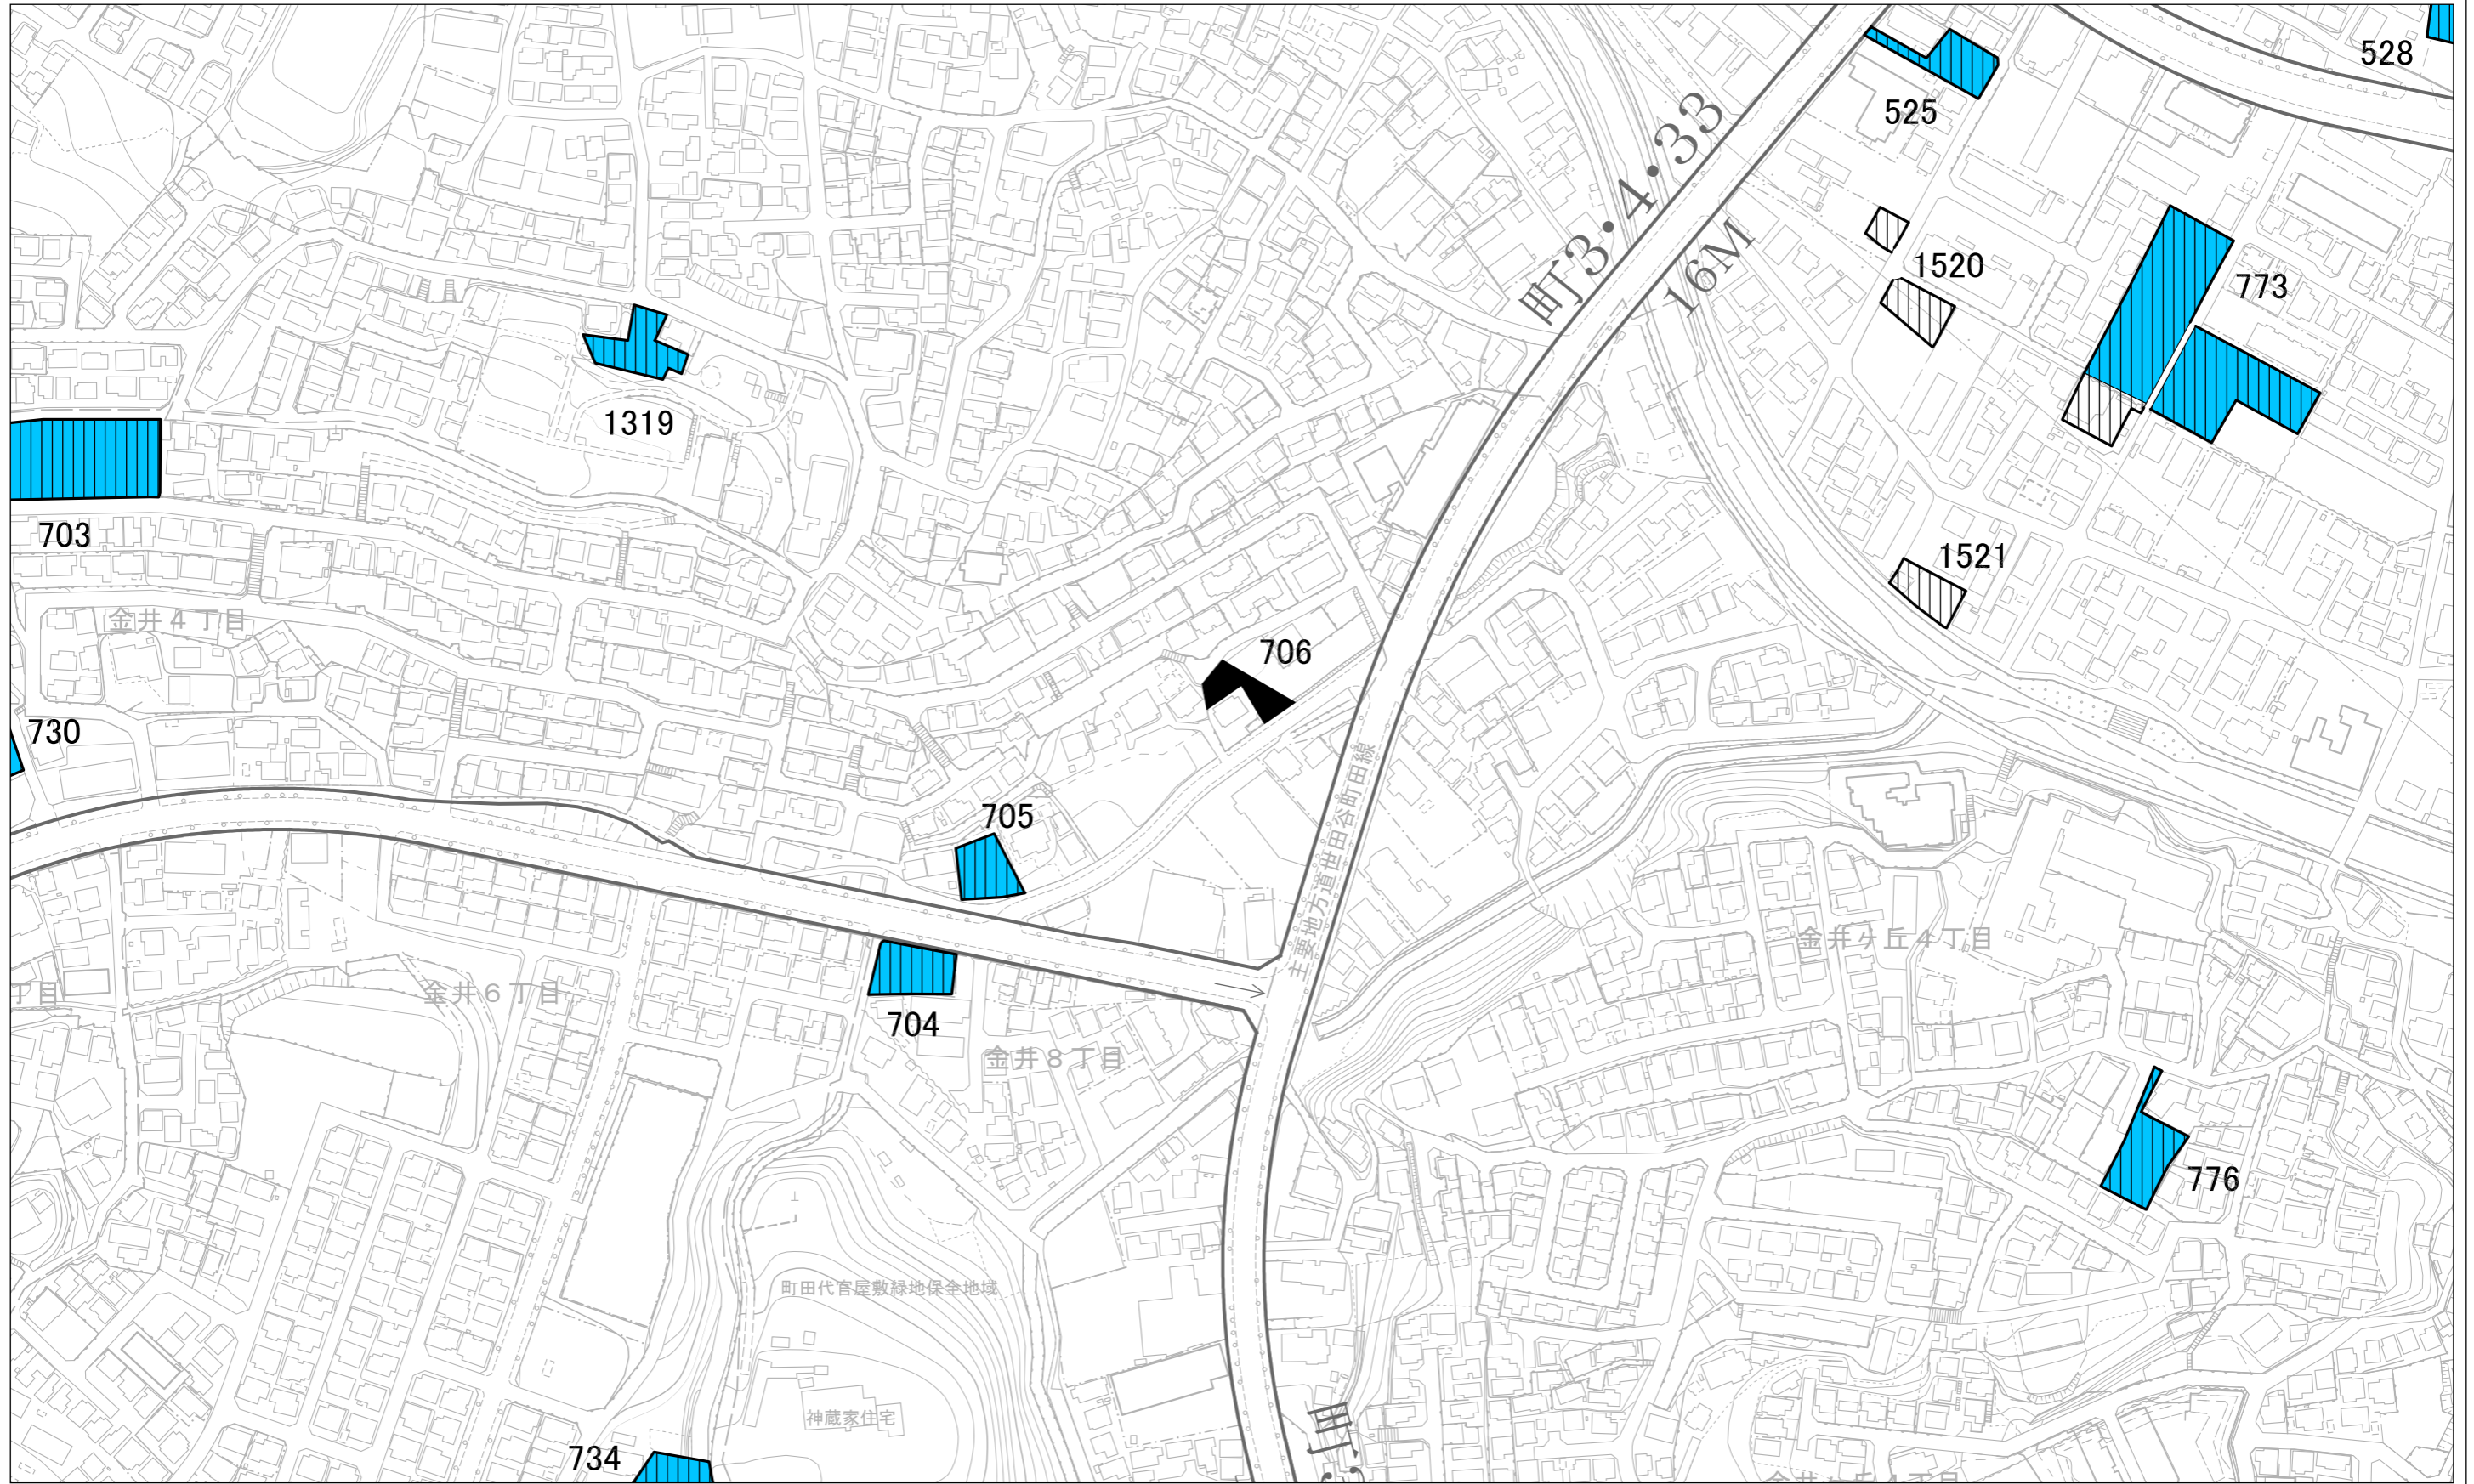 528
525
町3・4・33
16M
1520
773
1319
703
1521
金井４丁目
706
730
705
主要地方道世田谷町田線
金井ヶ丘４丁目
丁目
金井６丁目
704
金井８丁目
776
町田代官屋敷緑地保全地域
神蔵家住宅
町
734